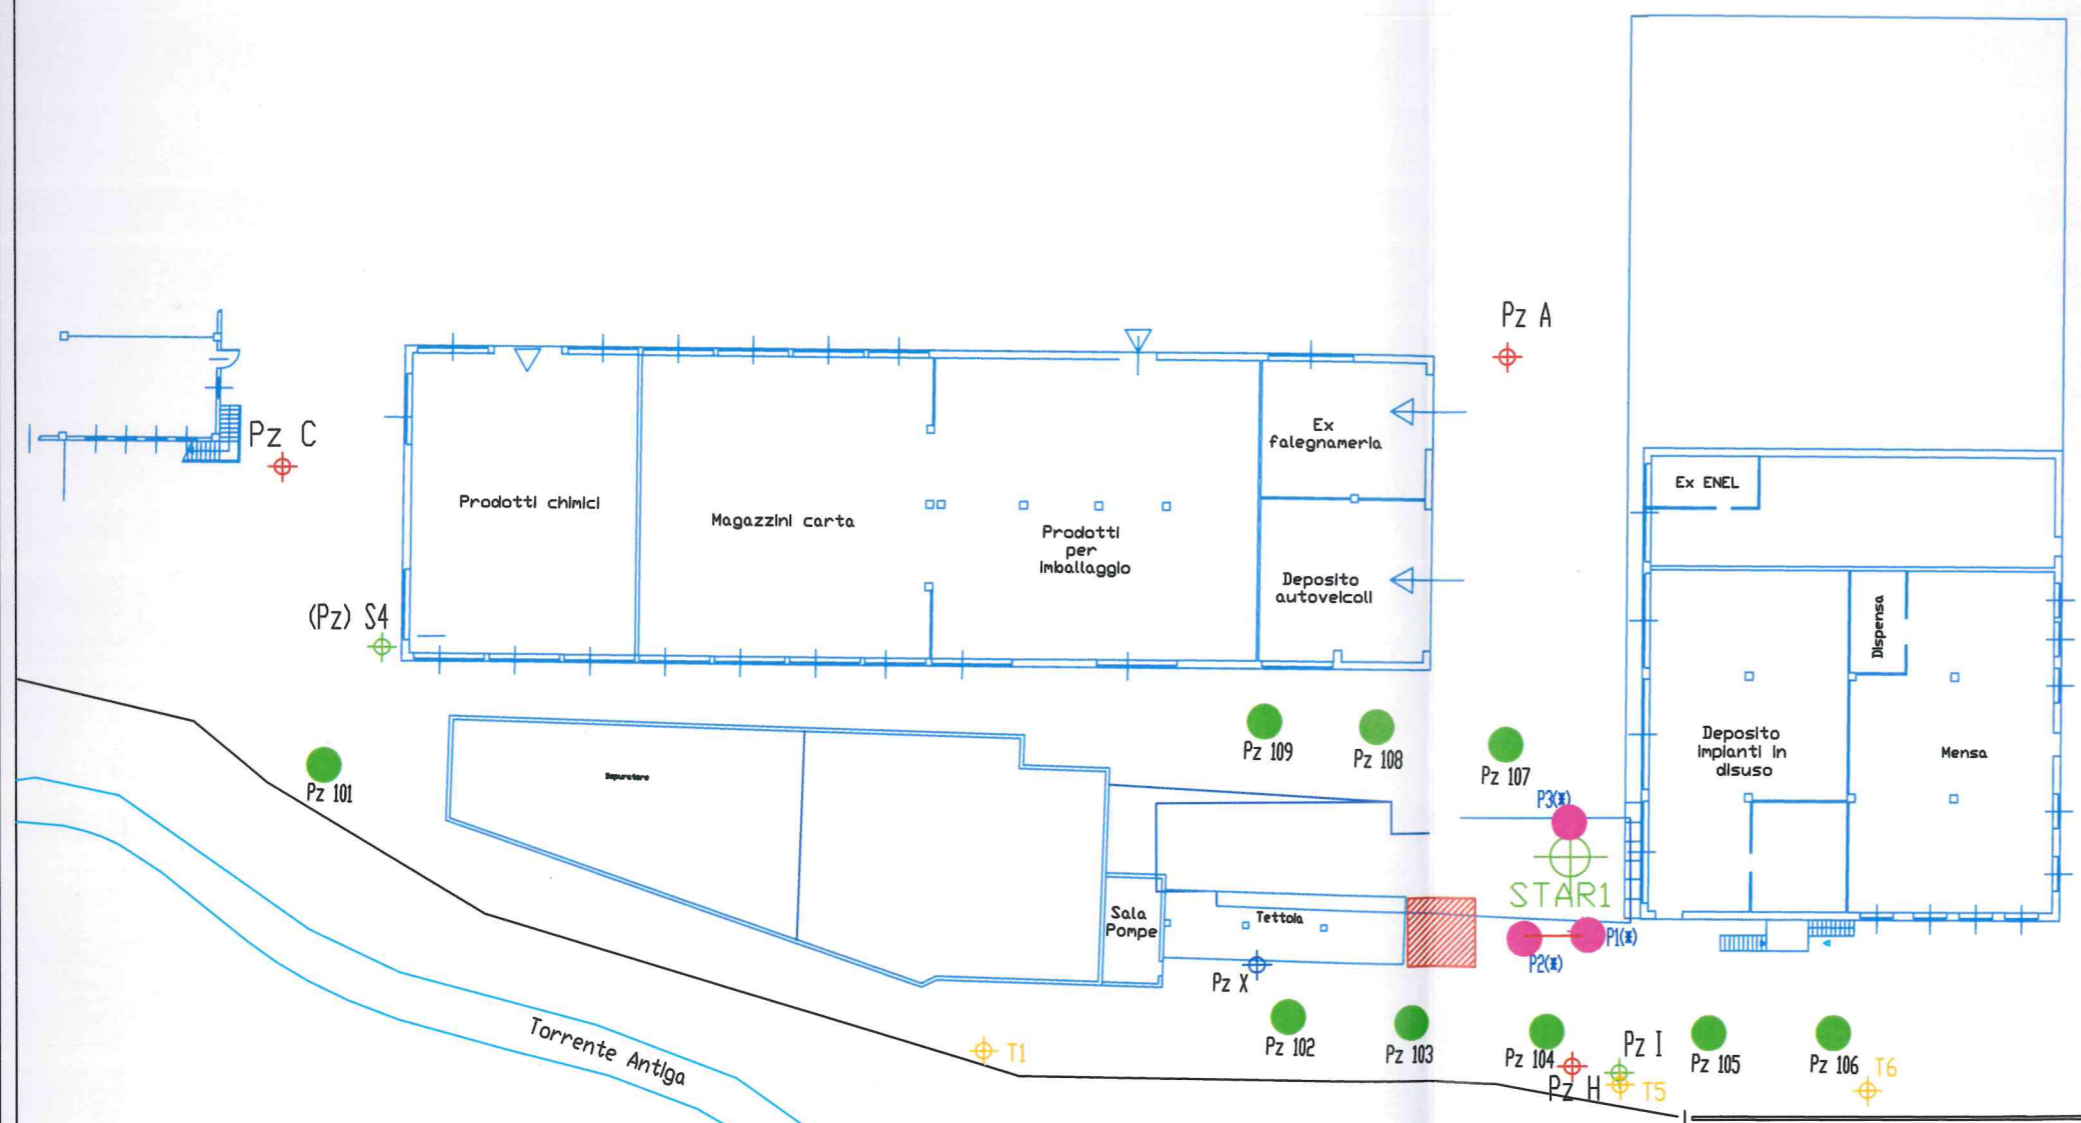 Pz A
Pz C
Ex
falegnameria
Ex ENEL
Prodotti chimici
Magazzini carta
Prodotti
per
imballaggio
Deposito
autoveicoli
(Pz) S4
Dispensa
Pz 109
Pz 108
Pz 107
Deposito
impianti in
disuso
Mensa
Pz 101
Depuratore
P3(*)
STAR1
Sala
Pompe
Tettoia
P1(*)
P2(*)
Pz X
Torrente Antiga
T1
Pz 102
Pz 103
Pz 104
Pz I
Pz 105
Pz 106
T6
Pz H
T5